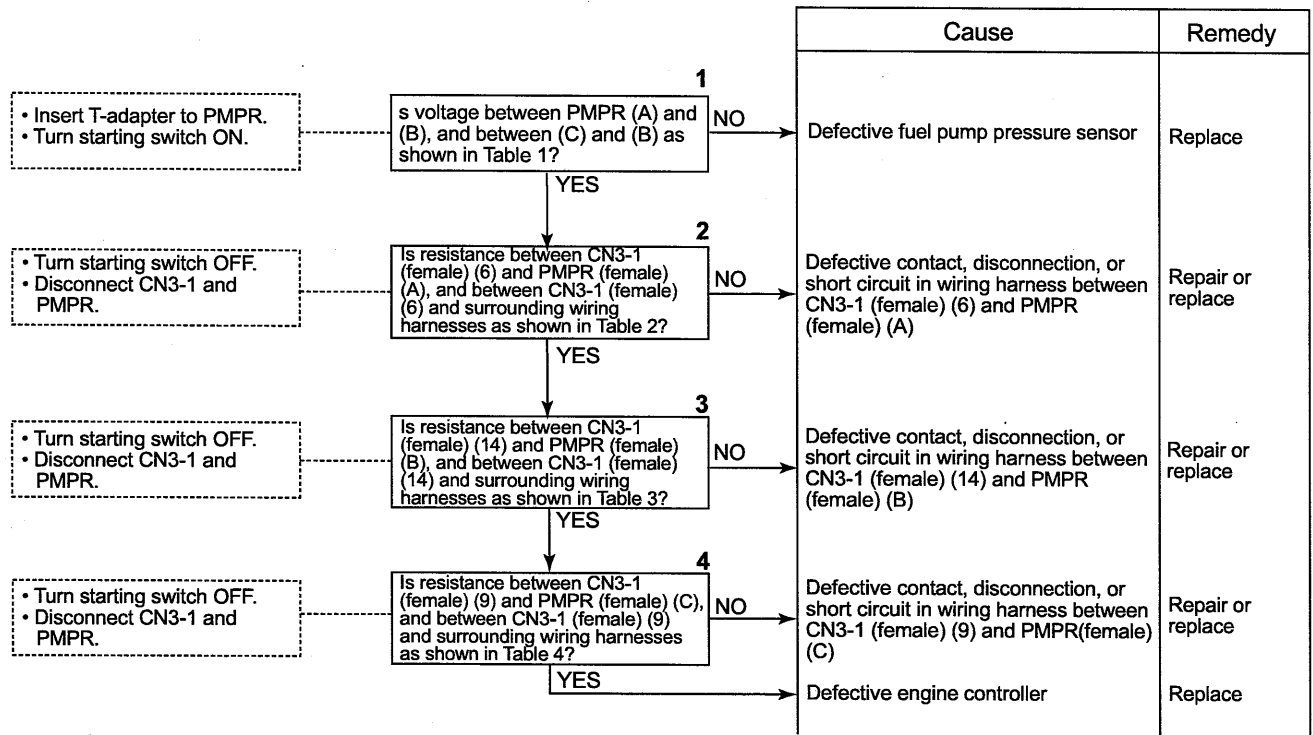 Cause
Remedy
1
• Insert T-adapter to PMPR.
• Turn starting switch ON.
s voltage between PMPR (A) and
(B), and between (C) and (B) as
shown in Table 1?
NO
Defective fuel pump pressure sensor
Replace
YES
2
• Turn starting switch OFF.
• Disconnect CN3-1 and
PMPR.
Is resistance between CN3-1
(female) (6) and PMPR (female)
(A), and between CN3-1 (female)
(6) and surrounding wiring
harnesses as shown in Table 2?
NO
Defective contact, disconnection, or
short circuit in wiring harness between
CN3-1 (female) (6) and PMPR
(female) (A)
Repair or
replace
YES
3
• Turn starting switch OFF.
• Disconnect CN3-1 and
PMPR.
Is resistance between CN3-1
(female) (14) and PMPR (female)
(B), and between CN3-1 (female)
(14) and surrounding wiring
harnesses as shown in Table 3?
NO
Defective contact, disconnection, or
short circuit in wiring harness between
CN3-1 (female) (14) and PMPR
(female) (B)
Repair or
replace
YES
4
• Turn starting switch OFF.
• Disconnect CN3-1 and
PMPR.
Is resistance between CN3-1
(female) (9) and PMPR (female) (C),
and between CN3-1 (female) (9)
and surrounding wiring harnesses
as shown in Table 4?
NO
Defective contact, disconnection, or
short circuit in wiring harness between
CN3-1 (female) (9) and PMPR(female)
(C)
Repair or
replace
YES
Defective engine controller
Replace